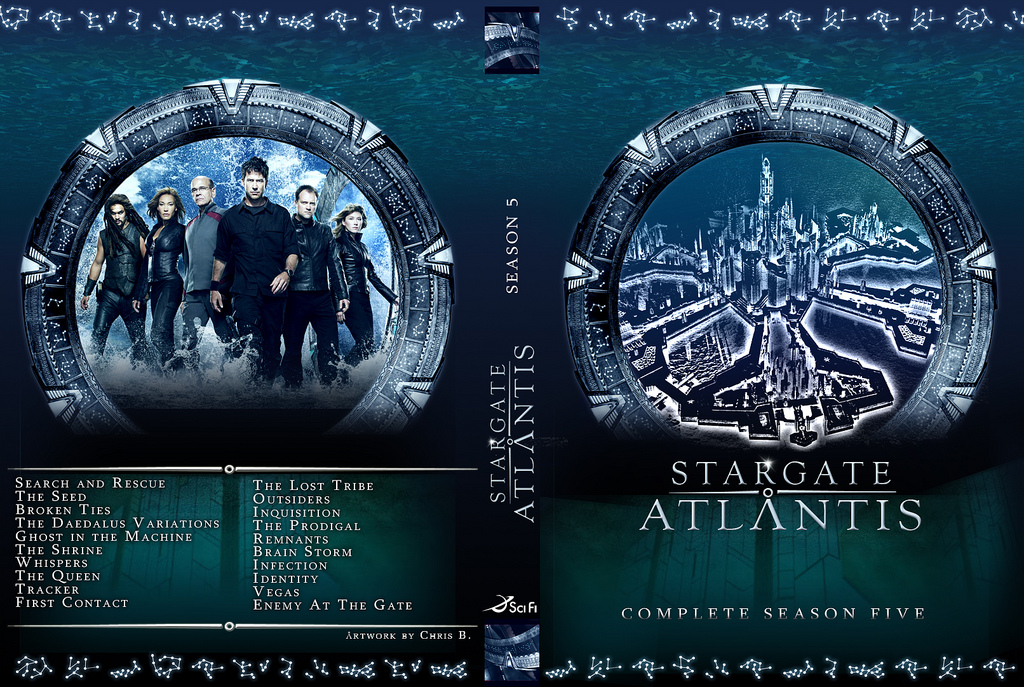 Search and Rescue
The Seed
Broken Ties
The Daedalus Variations
Ghost in the Machine
The Shrine
Whispers
The Queen
Tracker
First Contact
The Lost Tribe
Outsiders
Inquisition
The Prodigal
Remnants
Brain Storm
Infection
Identity
Vegas
Enemy At The Gate
Artwork by Chris B.
SEASON 5
STARGATE
ATLANTIS
SCI FI
STARGATE
ATLANTIS
COMPLETE SEASON FIVE